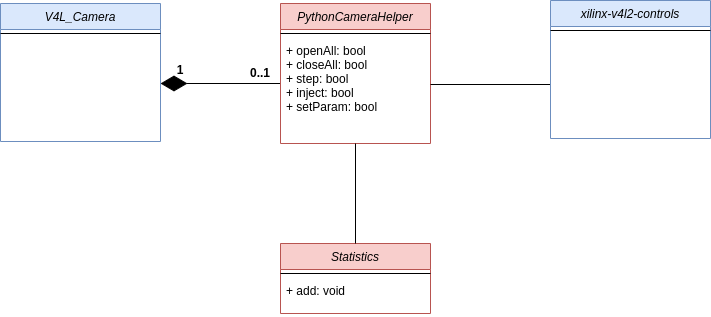 V4L_Camera
PythonCameraHelper
xilinx-v4l2-controls
+ openAll: bool
+ closeAll: bool
+ step: bool
+ inject: bool
+ setParam: bool
1
0..1
Statistics
+ add: void